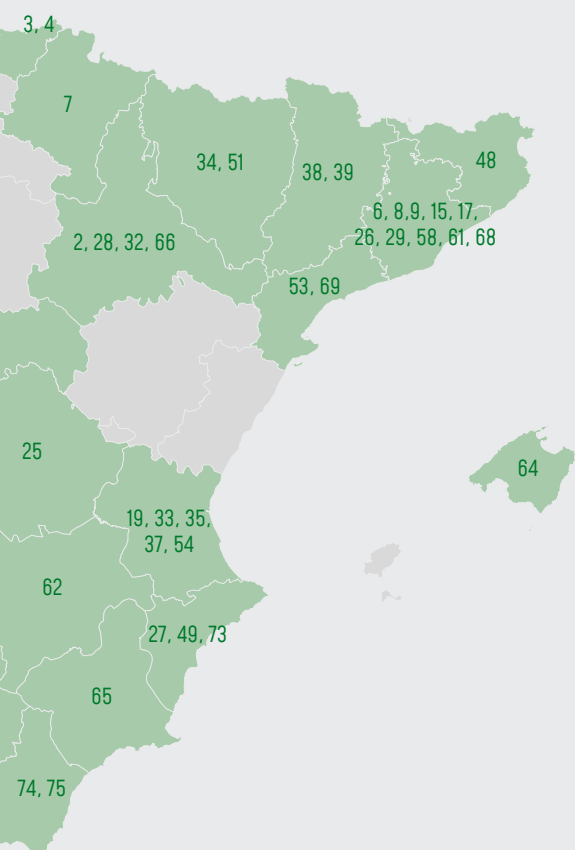 3, 4
7
34, 51
38, 39
48
6, 8,9, 15, 17,
26, 29, 58, 61, 68
2, 28, 32, 66
53, 69
25
64
19, 33, 35,
37, 54
62
27, 49, 73
65
74, 75